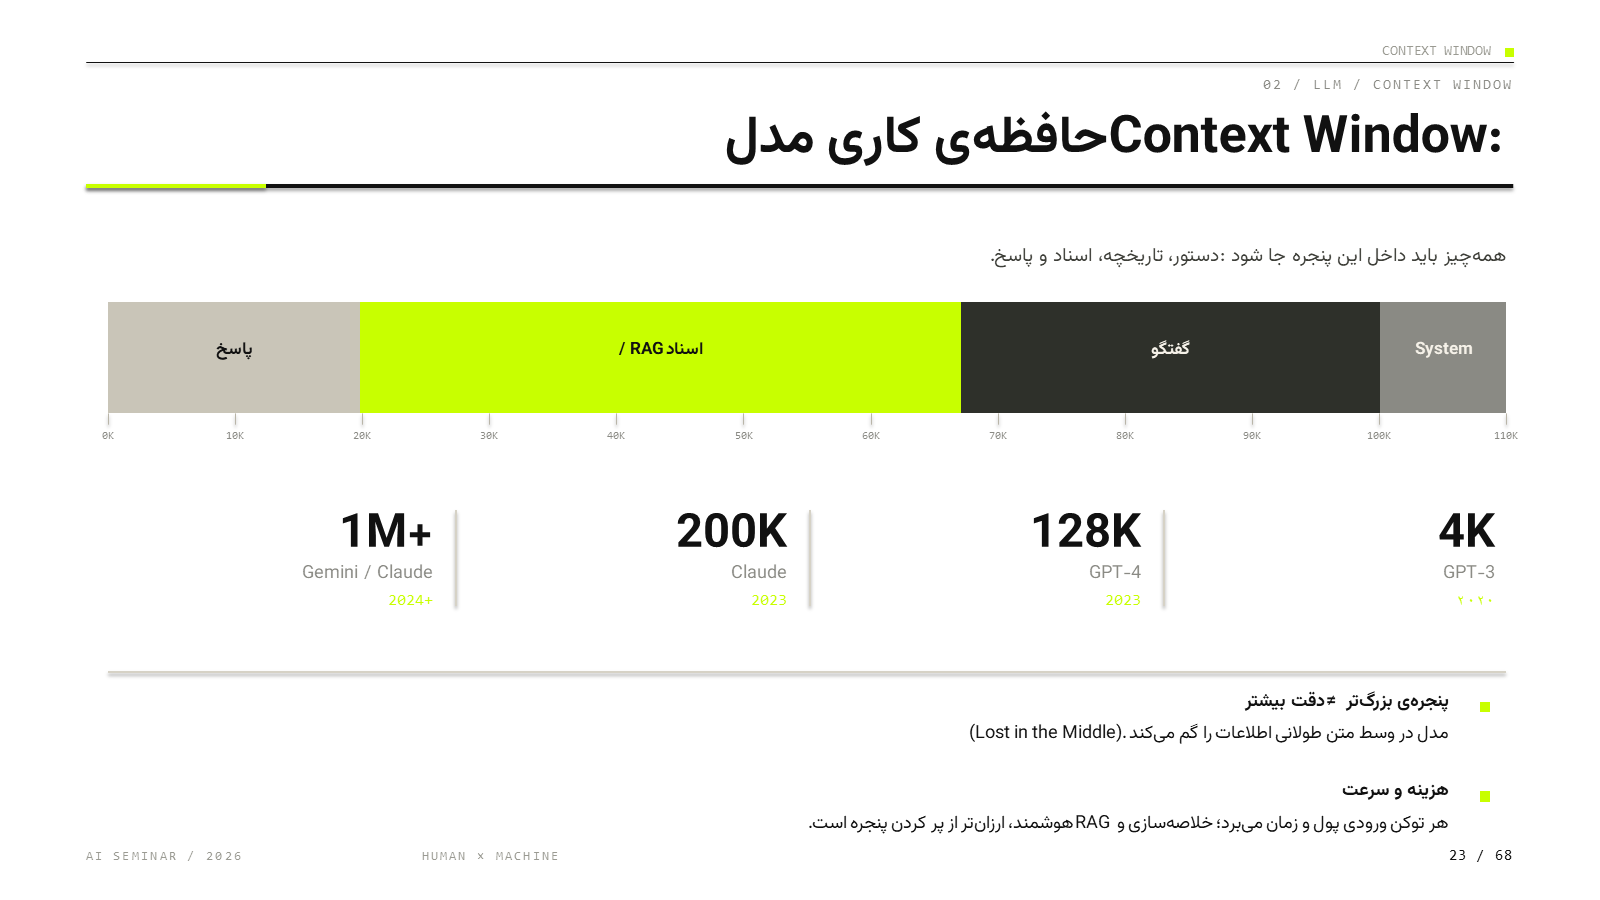 CONTEXT WINDOW
02 / LLM / CONTEXT WINDOW
Context Window: حافظه‌ی کاری مدل
همه‌چیز باید داخل این پنجره جا شود :دستور، تاریخچه، اسناد و پاسخ.
System
گفتگو
اسناد RAG /
پاسخ
0K 10K 20K 30K 40K 50K 60K 70K 80K 90K 100K 110K
4K
GPT-3
۲۰۲۰
128K
GPT-4
2023
200K
Claude
2023
1M+
Gemini / Claude
2024+
پنجره‌ی بزرگ‌تر ≠ دقت بیشتر
مدل در وسط متن طولانی اطلاعات را گم می‌کند .(Lost in the Middle)
هزینه و سرعت
هر توکن ورودی پول و زمان می‌برد؛ خلاصه‌سازی و RAG هوشمند، ارزان‌تر از پر کردن پنجره است.
AI SEMINAR / 2026
HUMAN × MACHINE
23 / 68